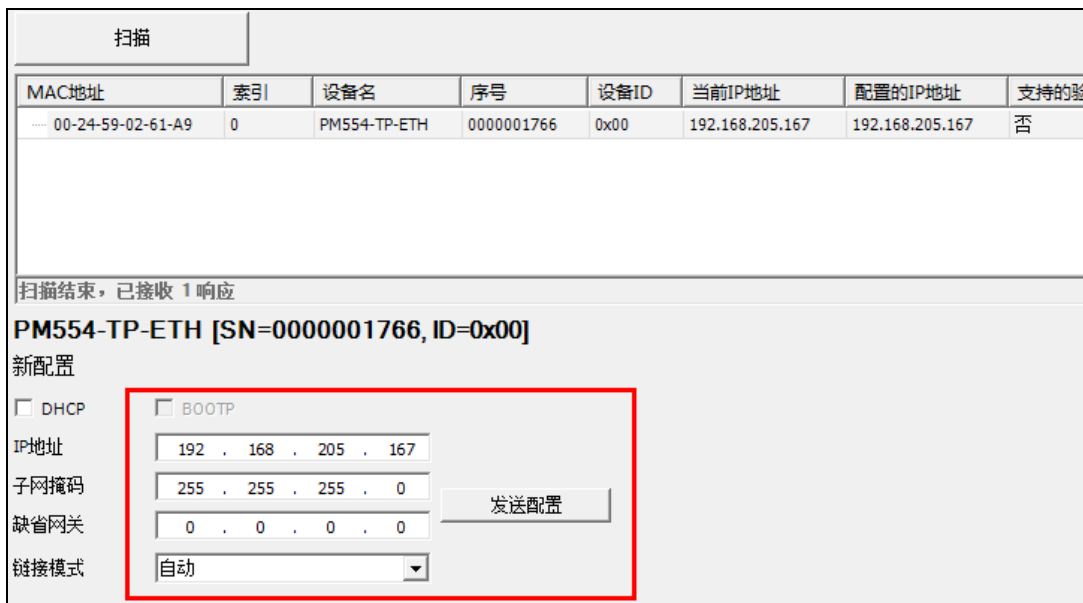 扫描
MAC地址 索引 设备名 序号 设备ID 当前IP地址 配置的IP地址 支持的验
00-24-59-02-61-A9 0 PM554-TP-ETH 0000001766 0x00 192.168.205.167 192.168.205.167 否
扫描结束，已接收 1 响应
PM554-TP-ETH [SN=0000001766, ID=0x00]
新配置
DHCP BOOTP
IP地址 192 . 168 . 205 . 167
子网掩码 255 . 255 . 255 . 0
发送配置
缺省网关 0 . 0 . 0 . 0
链接模式 自动